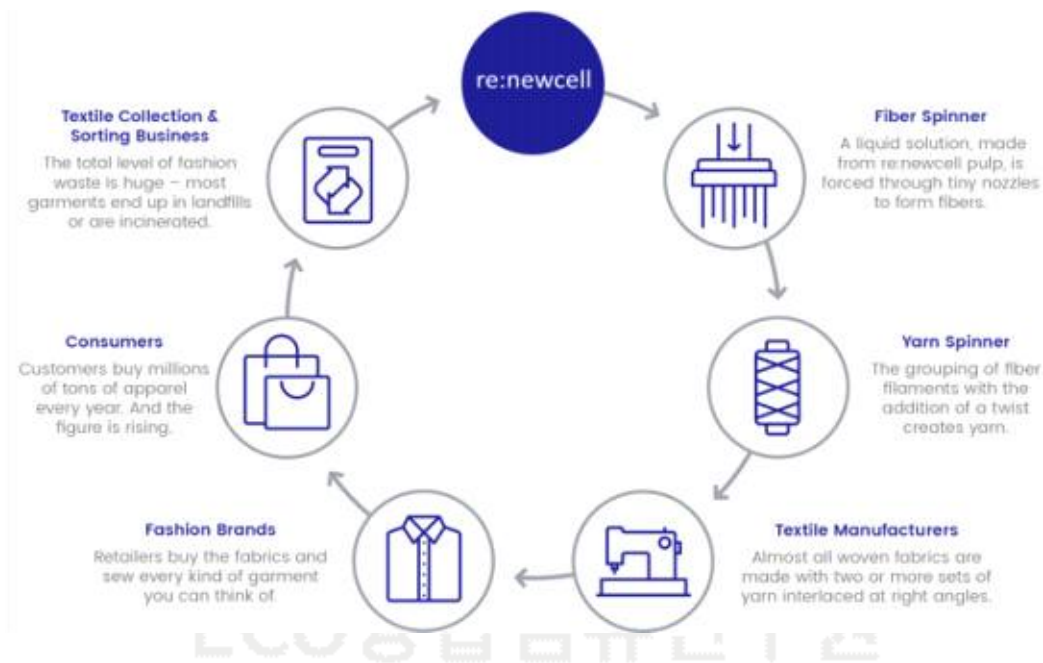 re:newcell
Fiber Spinner
A liquid solution, made
from re:newcell pulp, is
forced through tiny nozzles
to form fibers.
Yarn Spinner
The grouping of fiber
filaments with the
addition of a twist
creates yarn.
Textile Manufacturers
Almost all woven fabrics are
made with two or more sets of
yarn interlaced at right angles.
Fashion Brands
Retailers buy the fabrics and
sew every kind of garment
you can think of.
Consumers
Customers buy millions
of tons of apparel
every year. And the
figure is rising.
Textile Collection &
Sorting Business
The total level of fashion
waste is huge – most
garments end up in landfills
or are incinerated.